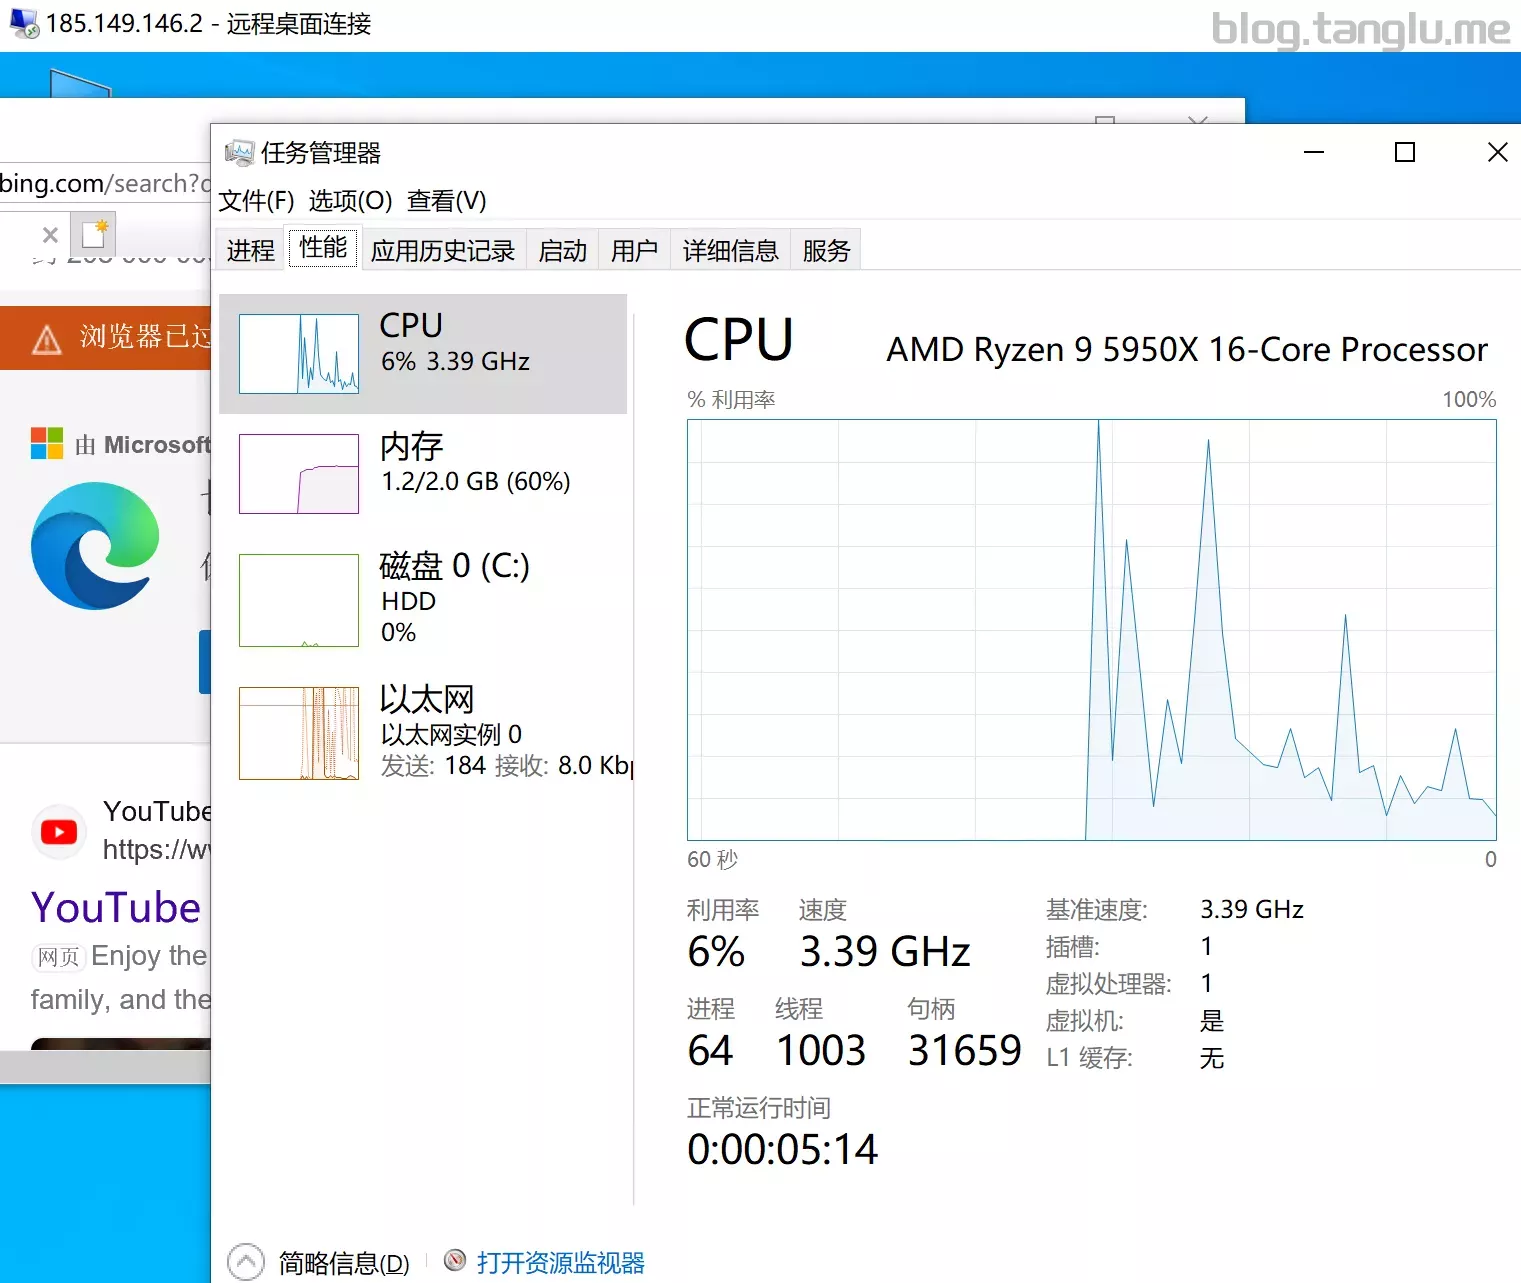 185.149.146.2 - 远程桌面连接
blog.tanglu.me
任务管理器
bing.com/search?
文件(F) 选项(O) 查看(V)
进程 性能 应用历史记录 启动 用户 详细信息 服务
浏览器已过
由 Microsoft
YouTube
https://w
YouTube
网页 Enjoy the
family, and the
CPU
6% 3.39 GHz
内存
1.2/2.0 GB (60%)
磁盘 0 (C:)
HDD
0%
以太网
以太网实例 0
发送: 184 接收: 8.0 Kb
CPU
AMD Ryzen 9 5950X 16-Core Processor
% 利用率
100%
60 秒
0
利用率 速度
6% 3.39 GHz
进程 线程 句柄
64 1003 31659
正常运行时间
0:00:05:14
基准速度: 3.39 GHz
插槽: 1
虚拟处理器: 1
虚拟机: 是
L1 缓存: 无
简略信息(D)
打开资源监视器